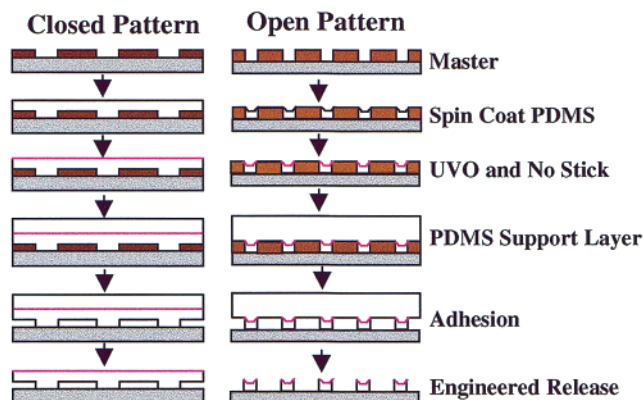 Closed Pattern
Open Pattern
Master
Spin Coat PDMS
UVO and No Stick
PDMS Support Layer
Adhesion
Engineered Release